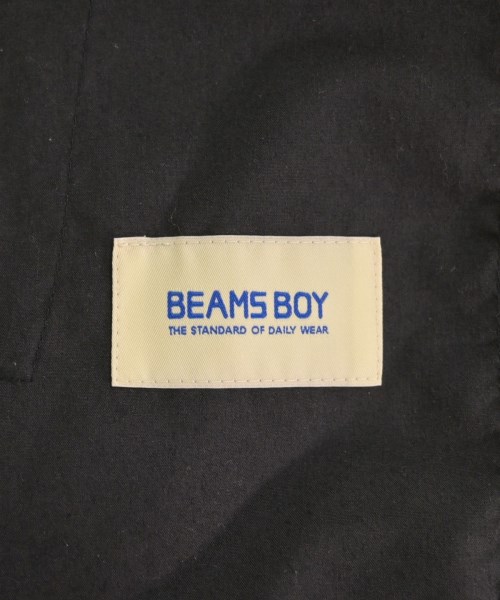 BEAMS BOY
THE STANDARD OF DAILY WEAR